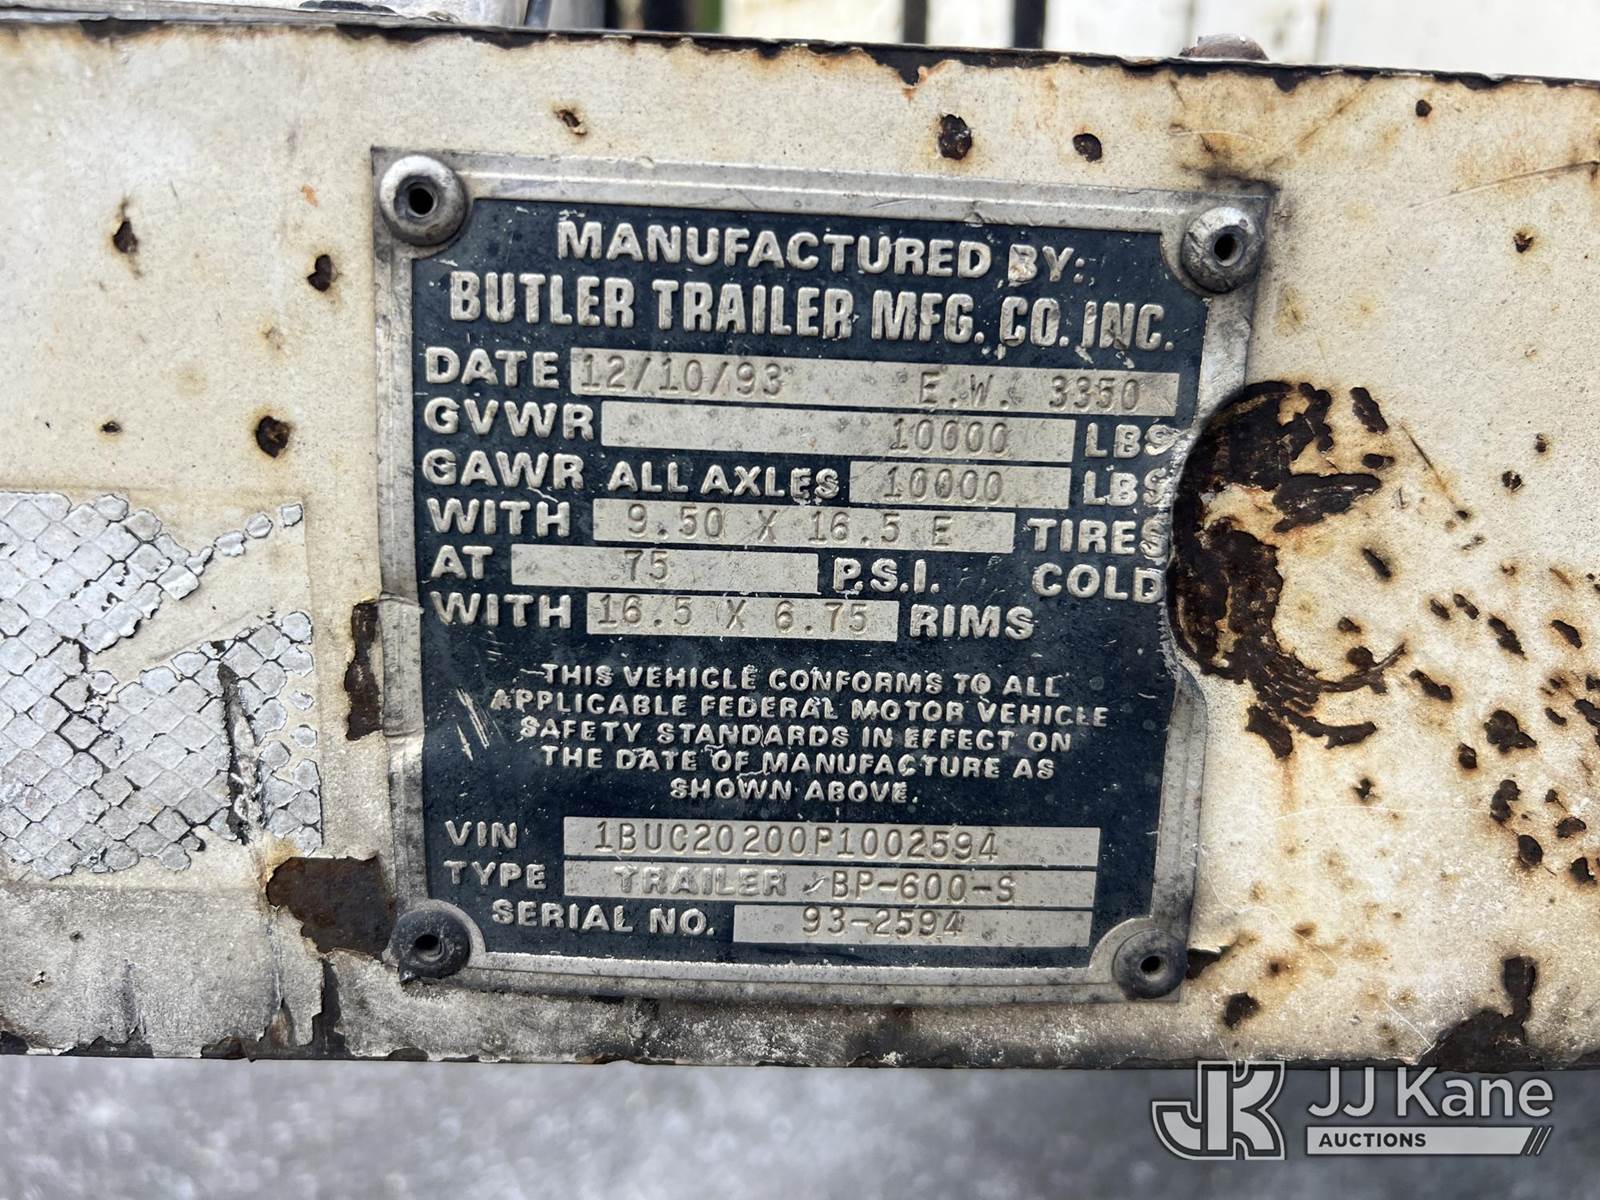 MANUFACTURED BY:
BUTLER TRAILER MFG. CO. INC.
DATE 12/10/93 E.W. 3350
GVWR 10000 LBS
GAWR ALL AXLES 10000 LBS
WITH 9.50 X 16.5 E TIRES
AT 75 P.S.I. COLD
WITH 16.5 X 6.75 RIMS
THIS VEHICLE CONFORMS TO ALL
APPLICABLE FEDERAL MOTOR VEHICLE
SAFETY STANDARDS IN EFFECT ON
THE DATE OF MANUFACTURE AS
SHOWN ABOVE.
VIN 1BUC20200P1002594
TYPE TRAILER BP-600-S
SERIAL NO. 93-2594
JK JJ Kane
AUCTIONS